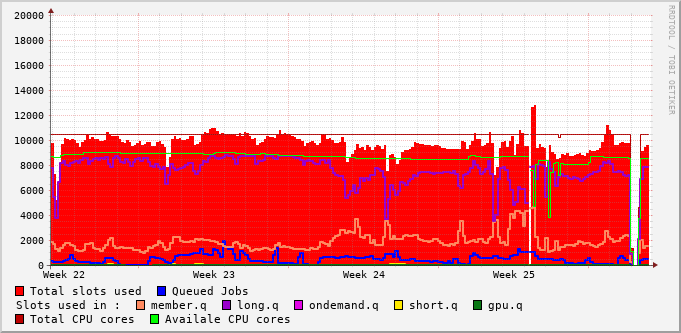 20000
18000
16000
14000
12000
10000
8000
6000
4000
2000
0
Week 22 Week 23 Week 24 Week 25
RRDTOOL / TOBI OETIKER
Total slots used Queued Jobs
Slots used in : member.q long.q ondemand.q short.q gpu.q
Total CPU cores Availale CPU cores